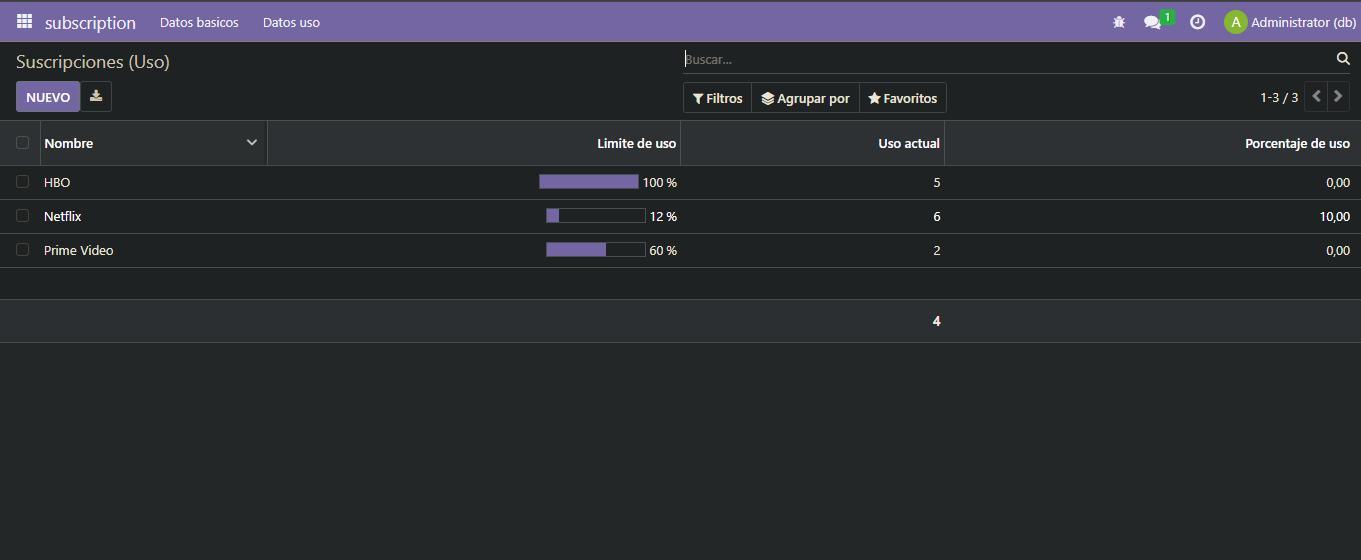 subscription Datos basicos Datos uso 1 A Administrator (db)
Suscripciones (Uso) Buscar...
NUEVO Filtros Agrupar por Favoritos 1-3 / 3
Nombre Limite de uso Uso actual Porcentaje de uso
HBO 100 % 5 0,00
Netflix 12 % 6 10,00
Prime Video 60 % 2 0,00
4